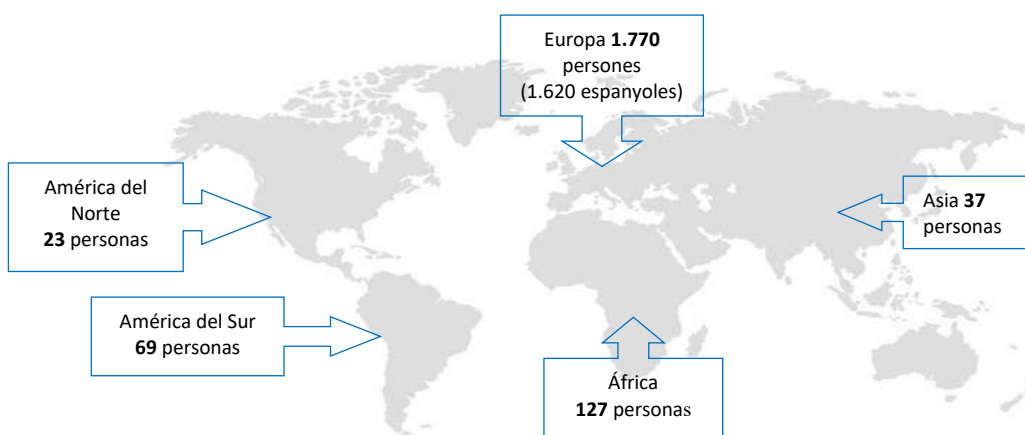 Europa 1.770
persones
(1.620 espanyoles)
América del
Norte
23 personas
Asia 37
personas
América del Sur
69 personas
África
127 personas